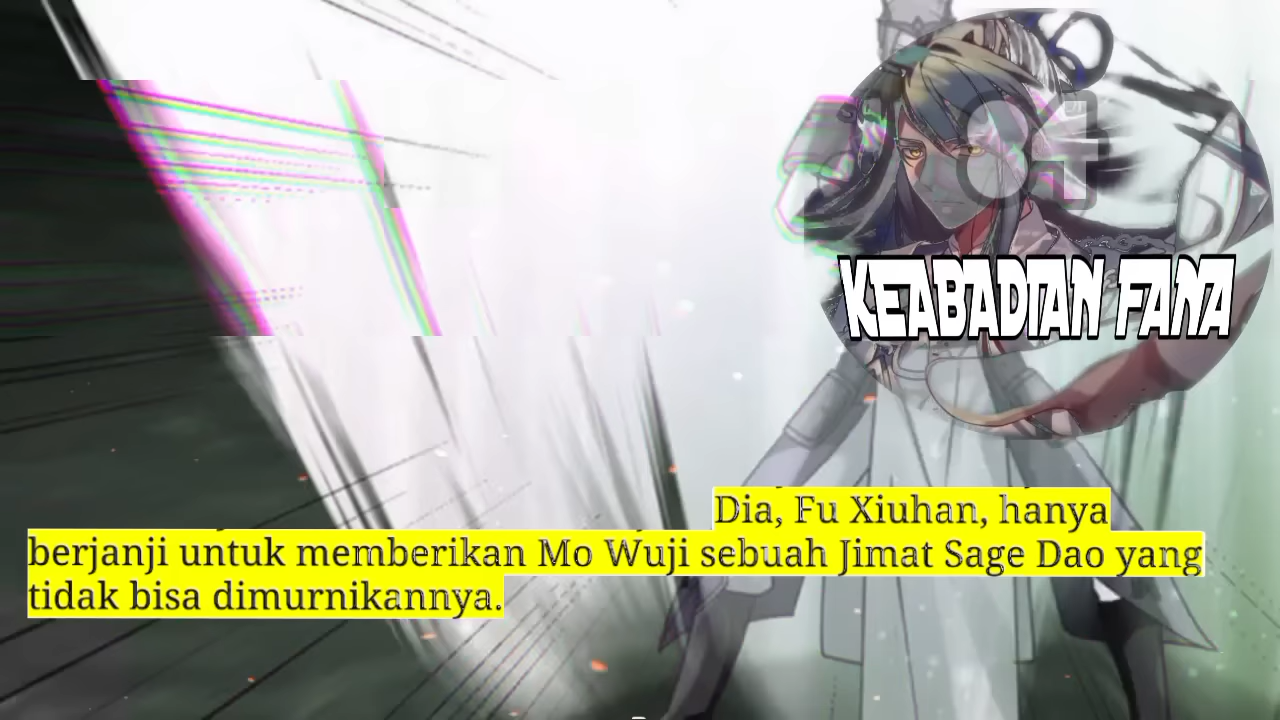 KEABADIAN FANA
Dia, Fu Xiuhan, hanya
berjanji untuk memberikan Mo Wuji sebuah Jimat Sage Dao yang
tidak bisa dimurnikannya.